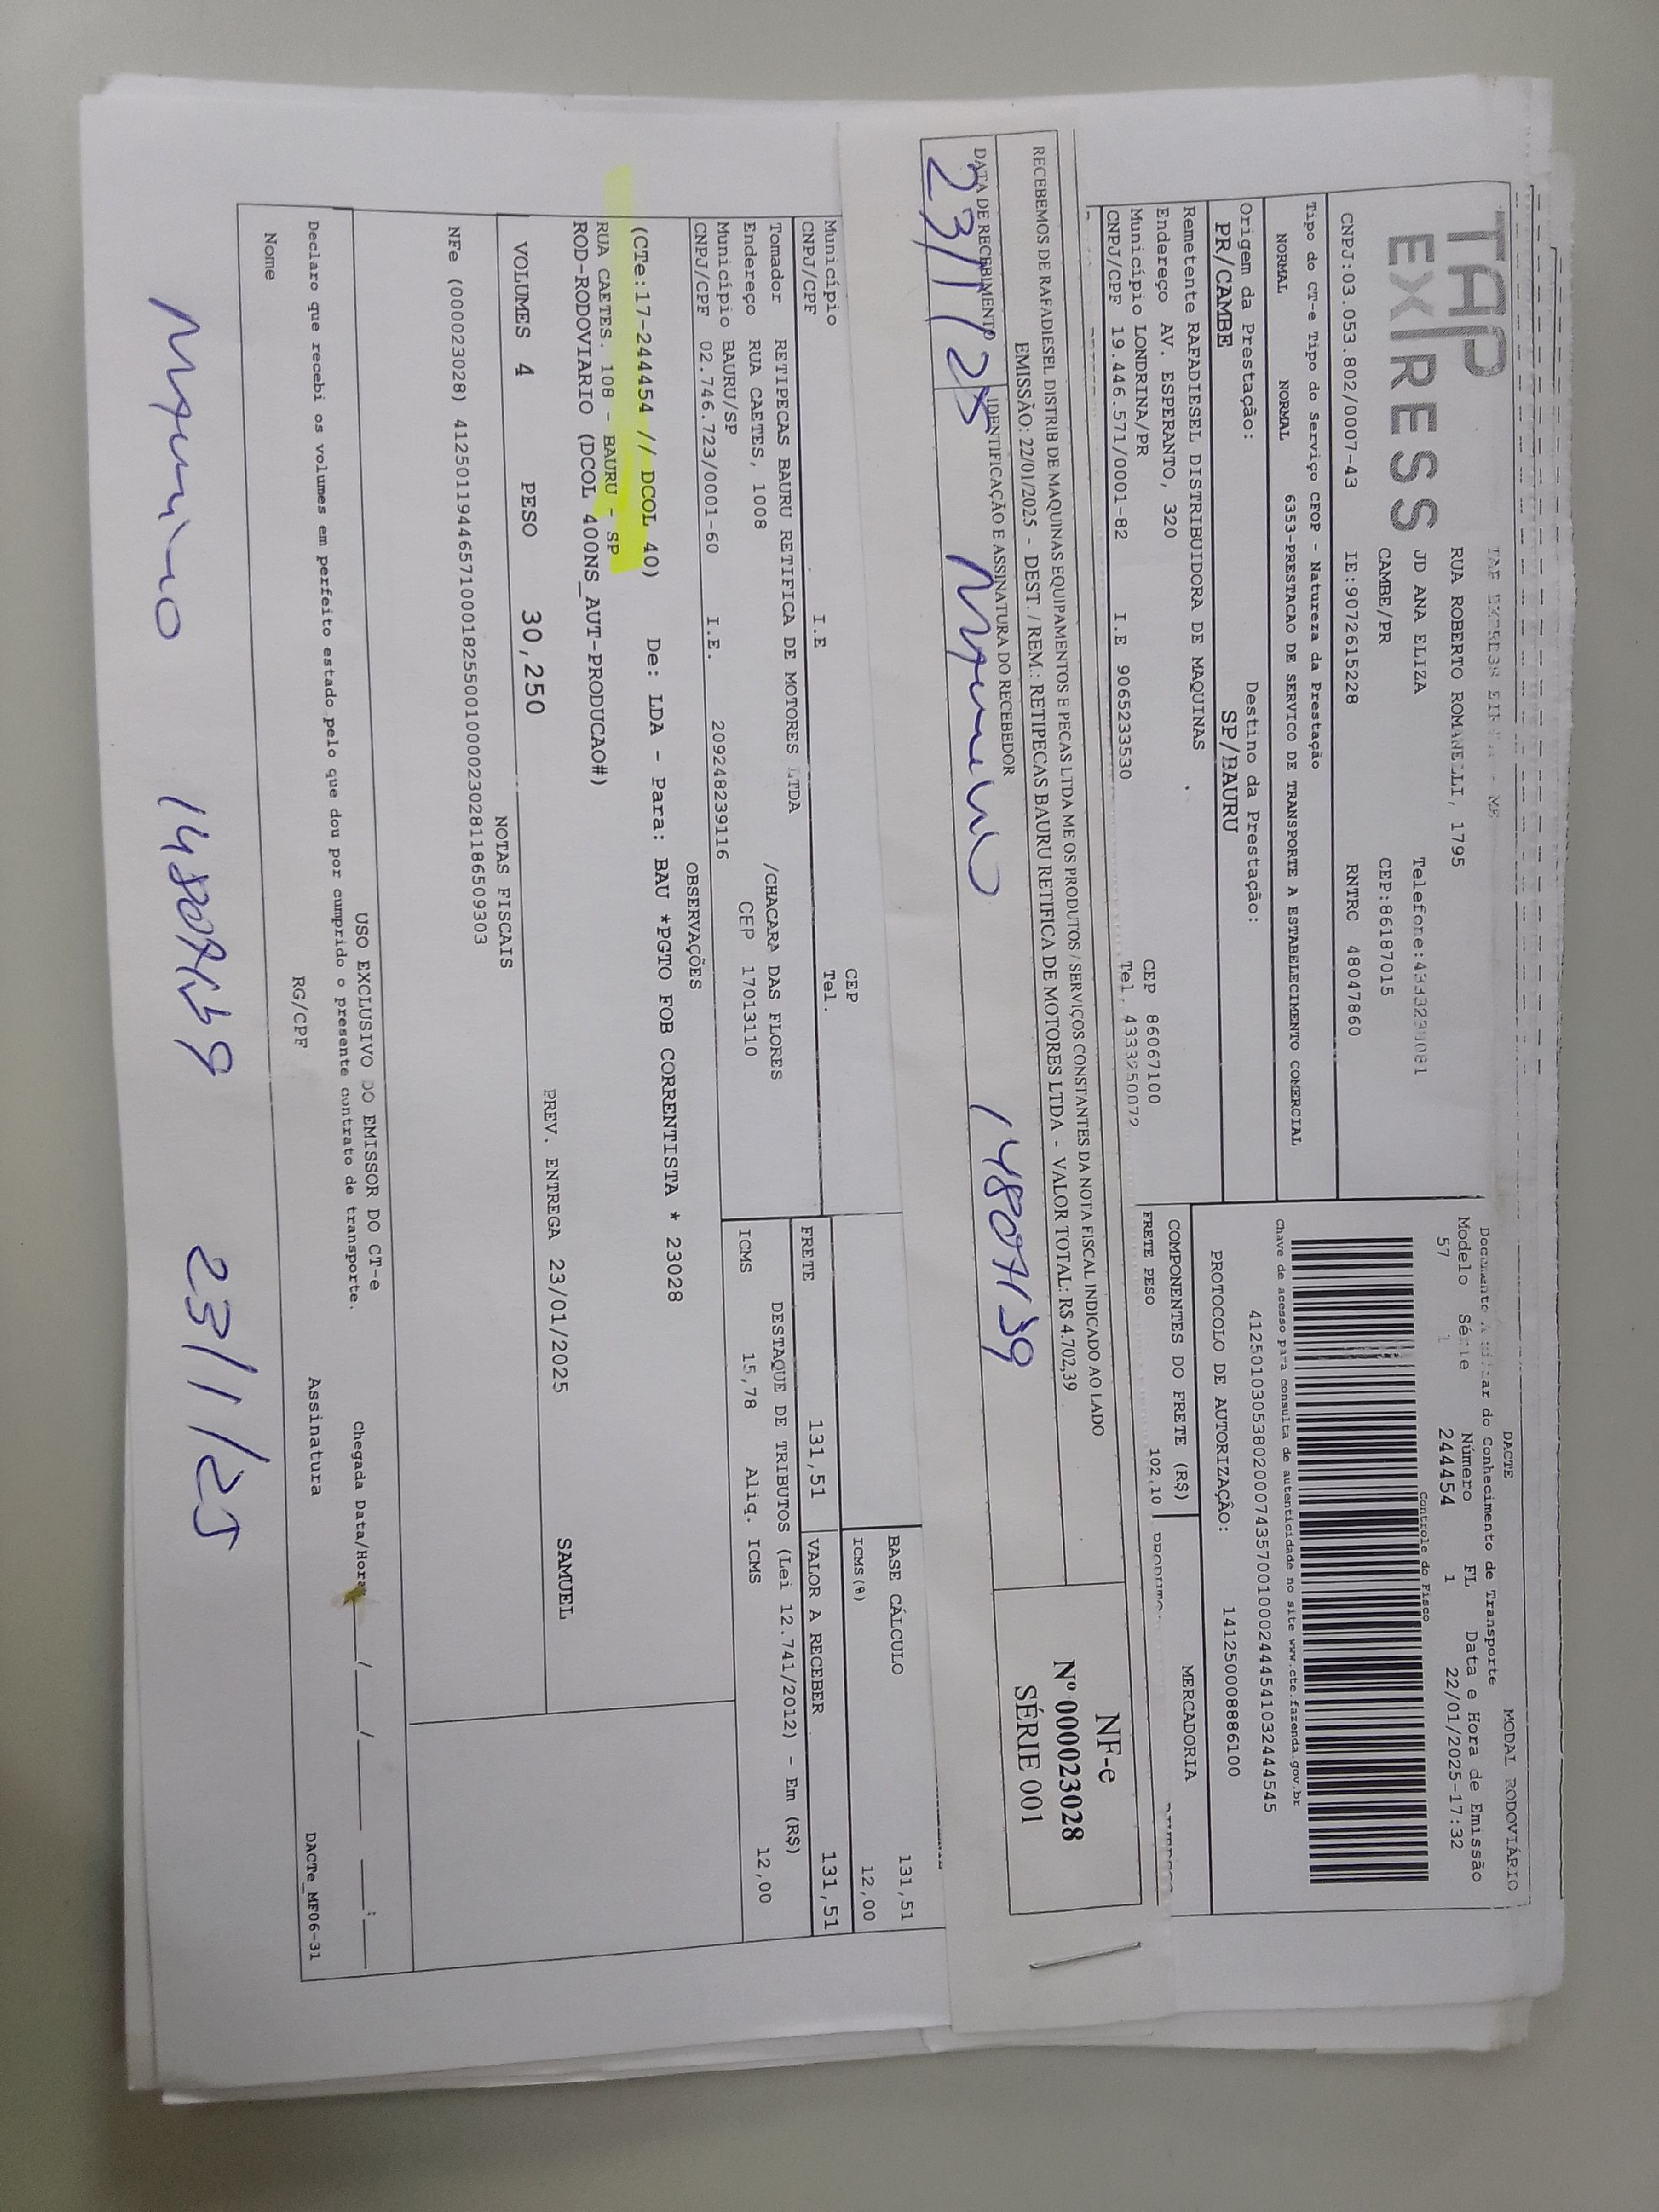 TAP
EXPRESS
RUA ROBERTO ROMANELLI, 1795
JD ANA ELIZA Telefone:
CAMBE/PR CEP:86187015
CNPJ:03.053.802/0007-43 IE:9072615228 RNTRC 48047860
DACTE MODAL RODOVIÁRIO
Documento Auxiliar do Conhecimento de Transporte
Modelo Série Número FL Data e Hora de Emissão
57 1 244454 1 22/01/2025-17:32
Controle do Fisco
Chave de acesso para consulta de autenticidade no site www.cte.fazenda.gov.br
41250103053802000743570010002444541032444545
PROTOCOLO DE AUTORIZAÇÃO: 141250008886100
Tipo do CT-e Tipo do Serviço CFOP - Natureza da Prestação
NORMAL NORMAL 6353-PRESTACAO DE SERVICO DE TRANSPORTE A ESTABELECIMENTO COMERCIAL
Origem da Prestação: Destino da Prestação:
PR/CAMBE SP/BAURU
Remetente RAFADIESEL DISTRIBUIDORA DE MAQUINAS
Endereço AV. ESPERANTO, 320
Município LONDRINA/PR CEP 86067100
CNPJ/CPF 19.446.571/0001-82 I.E 9065233530 Tel. 4333250072
COMPONENTES DO FRETE (R$) MERCADORIA
FRETE PESO 102,10 PRODUTO:
RECEBEMOS DE RAFADIESEL DISTRIB DE MAQUINAS EQUIPAMENTOS E PECAS LTDA ME OS PRODUTOS / SERVIÇOS CONSTANTES DA NOTA FISCAL INDICADO AO LADO
EMISSÃO: 22/01/2025 - DEST. / REM.: RETIPECAS BAURU RETIFICA DE MOTORES LTDA - VALOR TOTAL: R$ 4.702,39
DATA DE RECEBIMENTO IDENTIFICAÇÃO E ASSINATURA DO RECEBEDOR
23/1/25
NF-e
Nº 000023028
SÉRIE 001
BASE CÁLCULO 131,51
ICMS(%) 12,00
Município CEP
CNPJ/CPF I.E Tel.
FRETE 131,51 VALOR A RECEBER 131,51
Tomador RETIPECAS BAURU RETIFICA DE MOTORES LTDA
Endereço RUA CAETES, 1008 /CHACARA DAS FLORES
Município BAURU/SP CEP 17013110
CNPJ/CPF 02.746.723/0001-60 I.E. 209248239116
DESTAQUE DE TRIBUTOS (Lei 12.741/2012) - Em (R$)
ICMS 15,78 Aliq. ICMS 12,00
OBSERVAÇÕES
(CTe:17-244454 // DCOL 40) De: LDA - Para: BAU *PGTO FOB CORRENTISTA * 23028
RUA CAETES. 108 - BAURU - SP
ROD-RODOVIARIO (DCOL 400NS_AUT-PRODUCAO#)
VOLUMES 4 PESO 30,250 PREV. ENTREGA 23/01/2025 SAMUEL
NOTAS FISCAIS
NFe (000023028) 41250119446571000182550010000230281186509303
USO EXCLUSIVO DO EMISSOR DO CT-e
Declaro que recebi os volumes em perfeito estado pelo que dou por cumprido o presente contrato de transporte. Chegada Data/Hora: ___/___/____ ___:___
Nome RG/CPF Assinatura DACTe_MF06-31
23/1/25